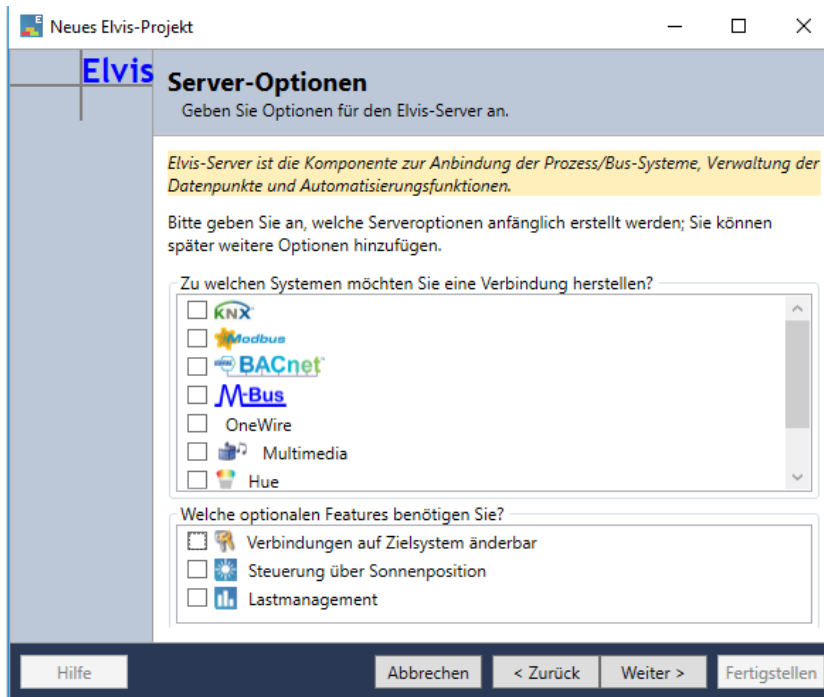 Neues Elvis-Projekt
Elvis
Server-Optionen
Geben Sie Optionen für den Elvis-Server an.
Elvis-Server ist die Komponente zur Anbindung der Prozess/Bus-Systeme, Verwaltung der
Datenpunkte und Automatisierungsfunktionen.
Bitte geben Sie an, welche Serveroptionen anfänglich erstellt werden; Sie können
später weitere Optionen hinzufügen.
Zu welchen Systemen möchten Sie eine Verbindung herstellen?
KNX
Modbus
BACnet
M-Bus
OneWire
Multimedia
Hue
Welche optionalen Features benötigen Sie?
Verbindungen auf Zielsystem änderbar
Steuerung über Sonnenposition
Lastmanagement
Hilfe
Abbrechen
< Zurück
Weiter >
Fertigstellen